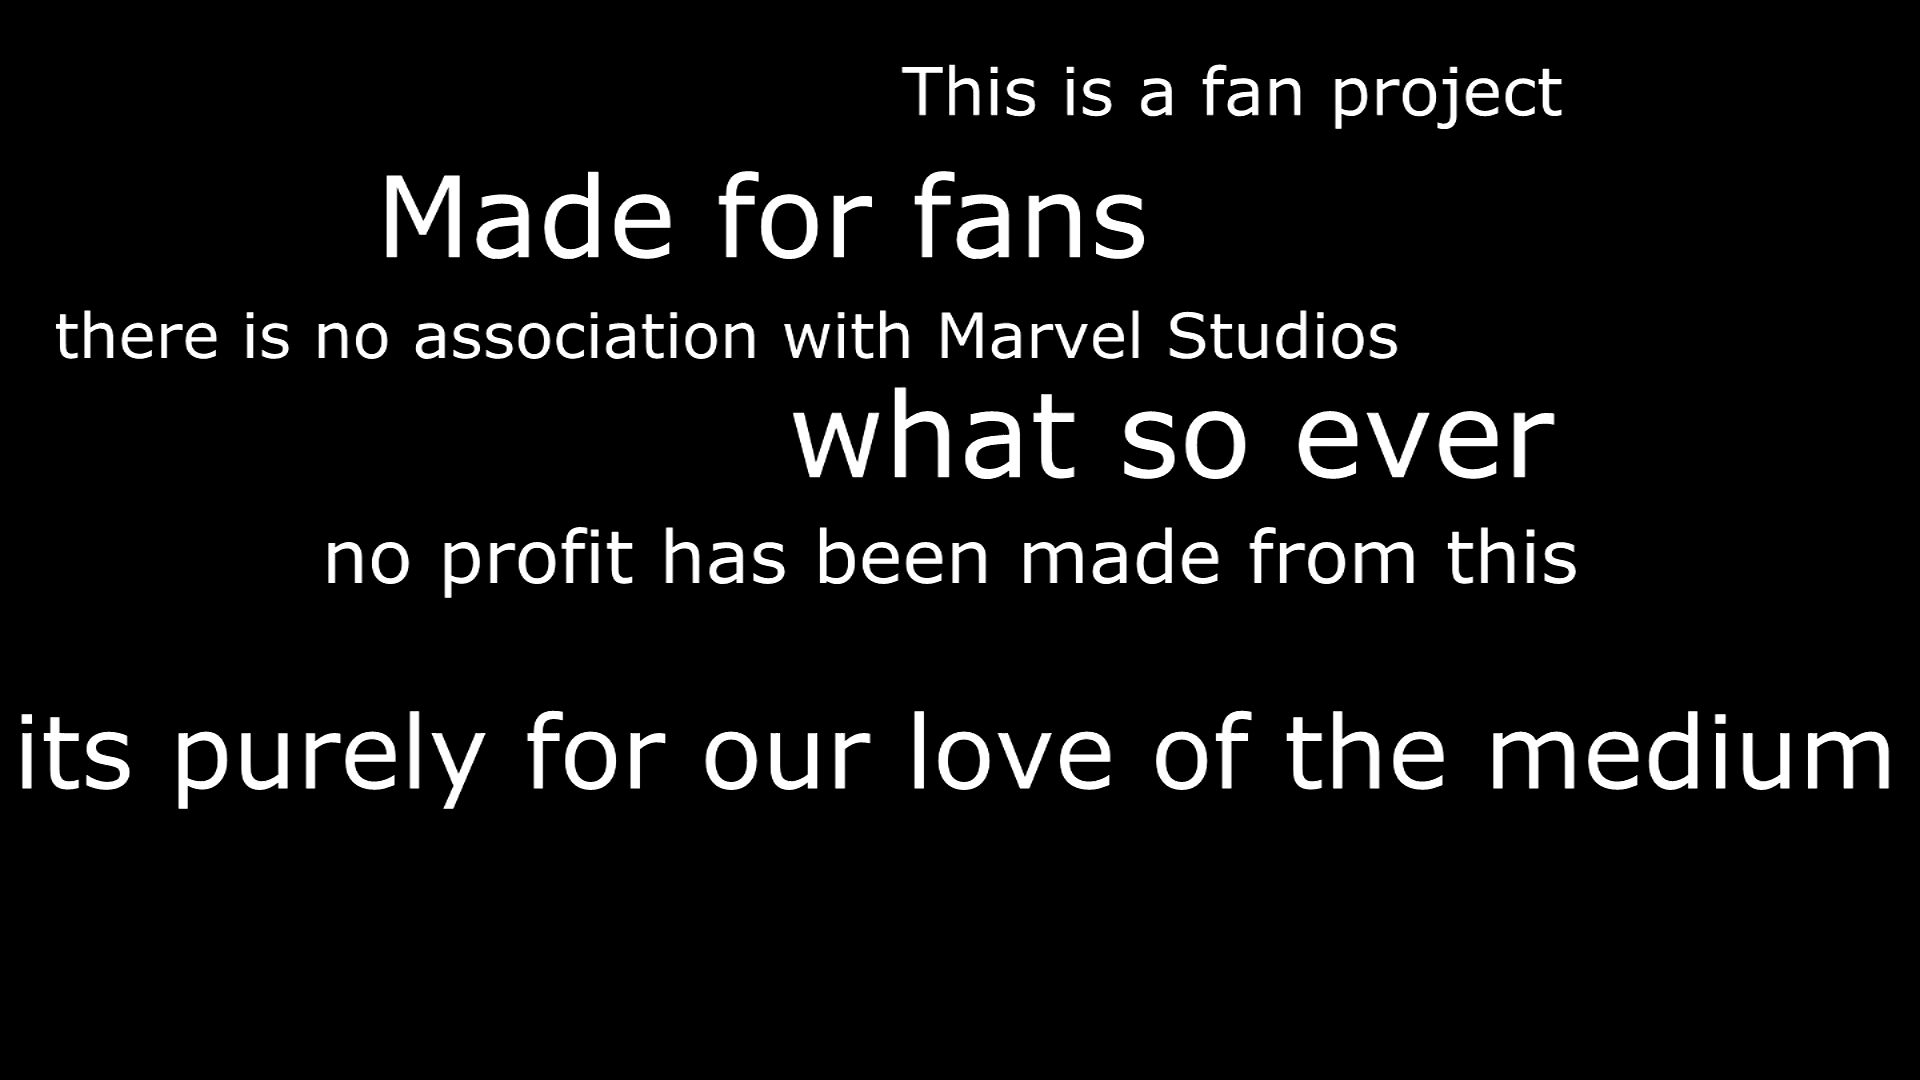 This is a fan project
Made for fans
there is no association with Marvel Studios
what so ever
no profit has been made from this
its purely for our love of the medium